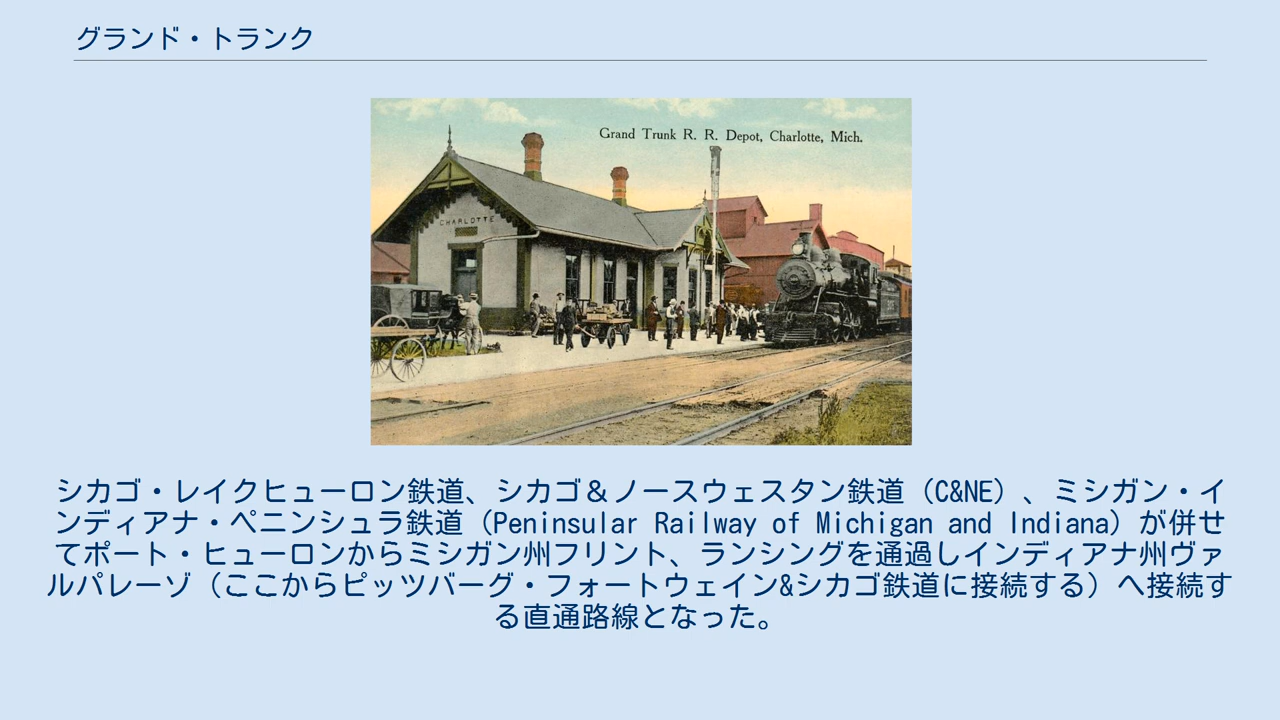 グランド・トランク
Grand Trunk R. R. Depot, Charlotte, Mich.
CHARLOTTE
シカゴ・レイクヒューロン鉄道、シカゴ＆ノースウェスタン鉄道（C&NE）、ミシガン・イ
ンディアナ・ペニンシュラ鉄道（Peninsular Railway of Michigan and Indiana）が併せ
てポート・ヒューロンからミシガン州フリント、ランシングを通過しインディアナ州ヴァ
ルパレーゾ（ここからピッツバーグ・フォートウェイン&シカゴ鉄道に接続する）へ接続す
る直通路線となった。